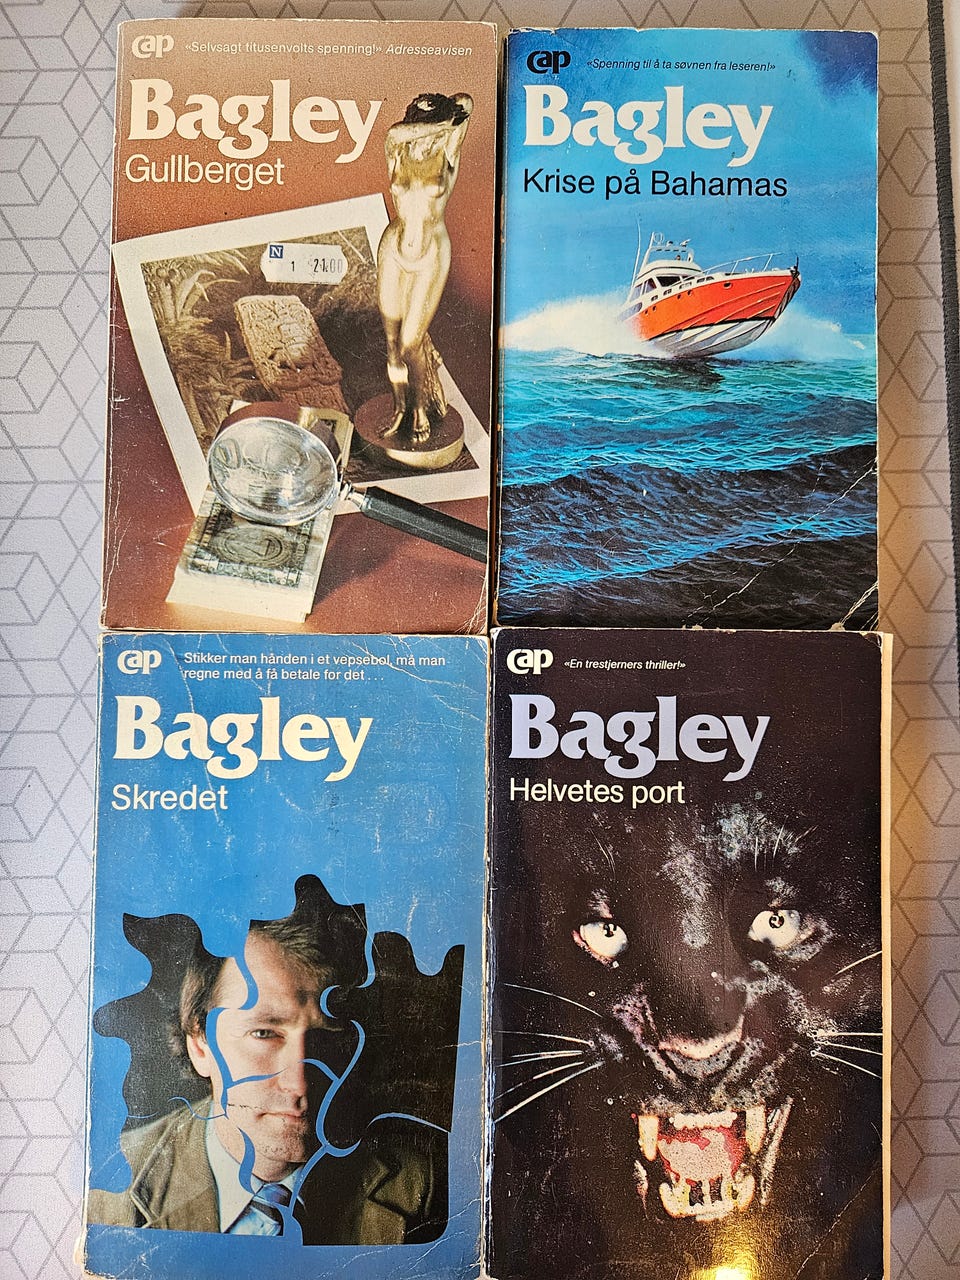 cap «Selvsagt titusenvolts spenning!» Adresseavisen
Bagley
Gullberget
N 1 21.00
cap «Spenning til å ta søvnen fra leseren!»
Bagley
Krise på Bahamas
cap Stikker man hånden i et vepsebol, må man
regne med å få betale for det . . .
Bagley
Skredet
cap «En trestjerners thriller!»
Bagley
Helvetes port